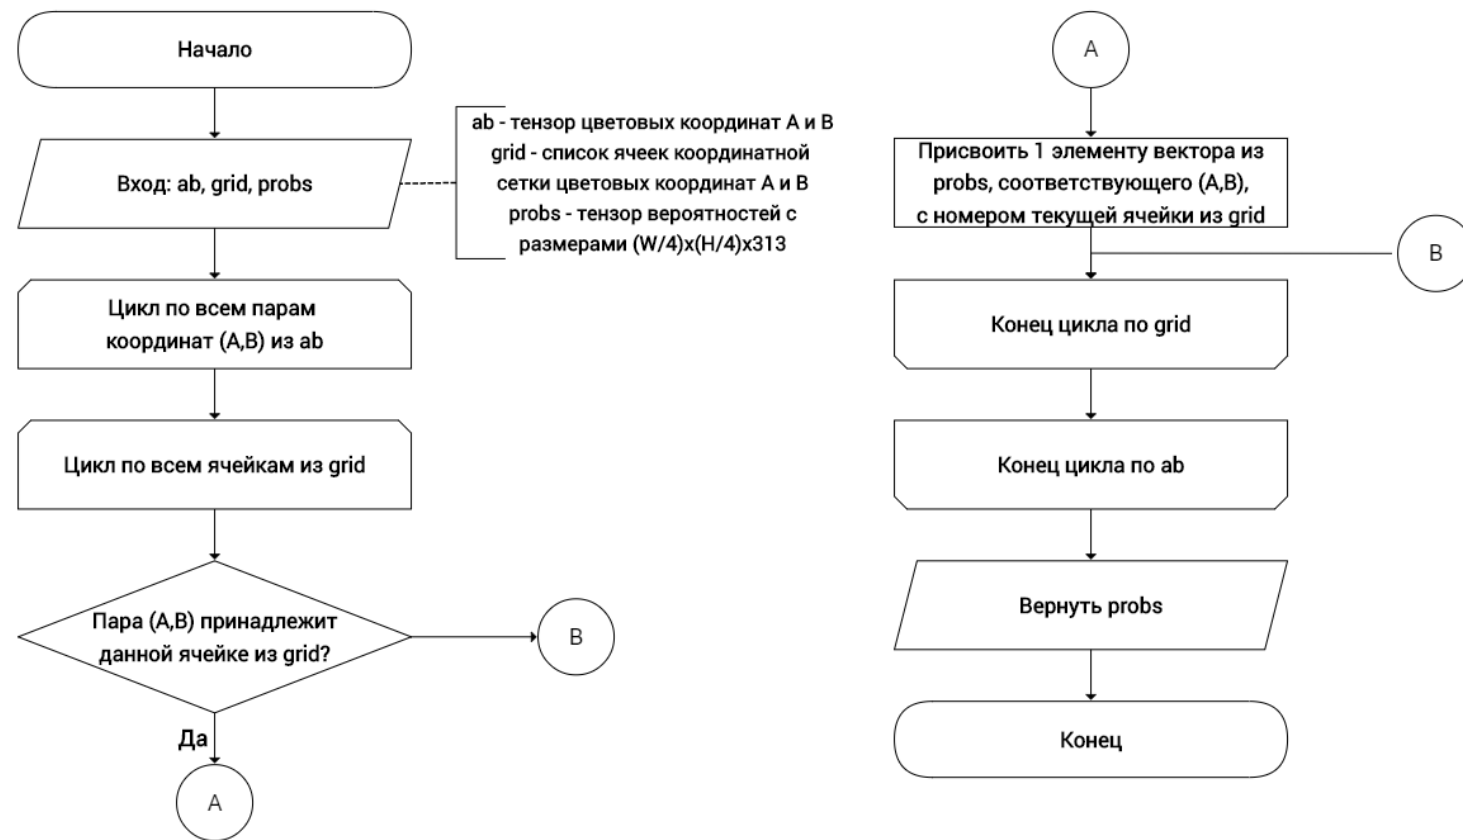 Начало
Вход: ab, grid, probs
ab - тензор цветовых координат A и B
grid - список ячеек координатной
сетки цветовых координат A и B
probs - тензор вероятностей с
размерами (W/4)x(H/4)x313
Цикл по всем парам
координат (A,B) из ab
Цикл по всем ячейкам из grid
Пара (A,B) принадлежит
данной ячейке из grid?
B
Да
A
A
Присвоить 1 элементу вектора из
probs, соответствующего (A,B),
с номером текущей ячейки из grid
B
Конец цикла по grid
Конец цикла по ab
Вернуть probs
Конец